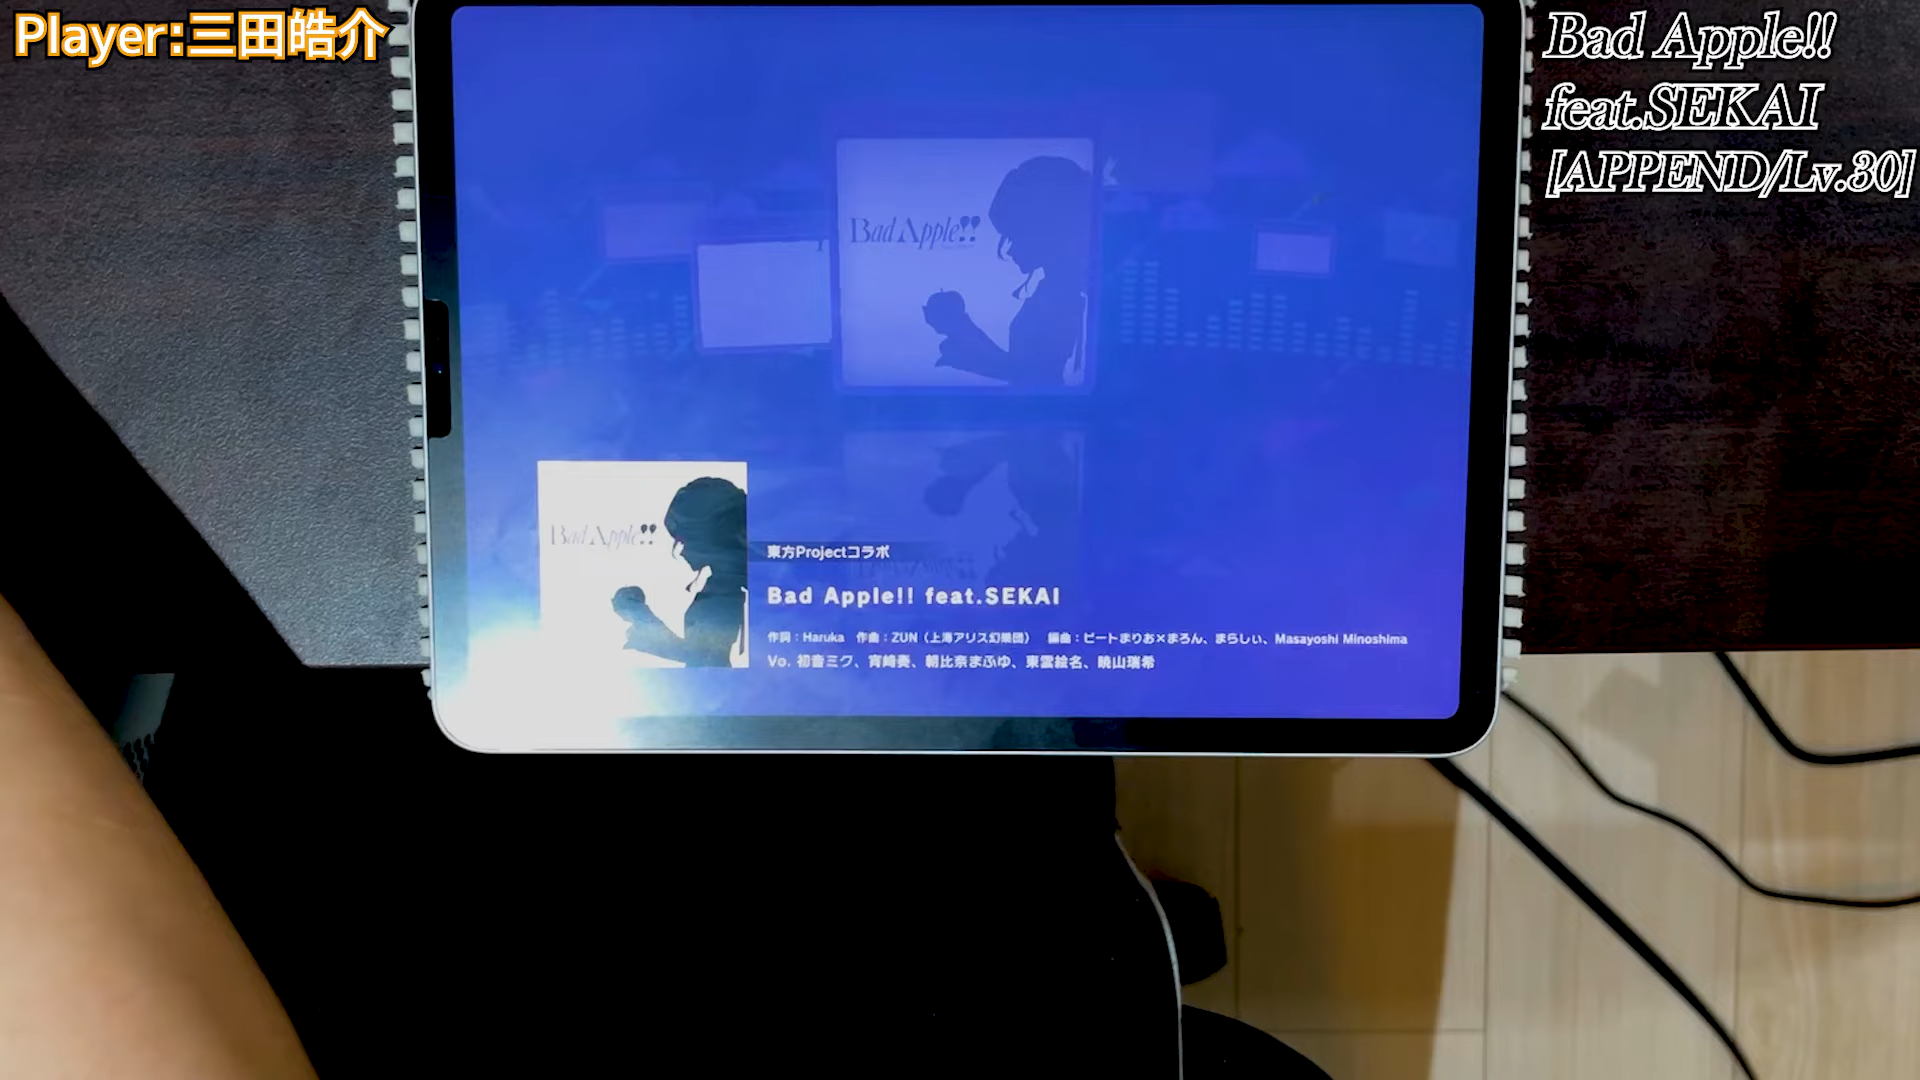 Player:三田皓介
Bad Apple!!
feat.SEKAI
[APPEND/Lv.30]
Bad Apple!!
Bad Apple!!
東方Projectコラボ
Bad Apple!! feat.SEKAI
作詞：Haruka 作曲：ZUN（上海アリス幻樂団） 編曲：ビートまりお×まろん、まらしぃ、Masayoshi Minoshima
Vo. 初音ミク、宵崎奏、朝比奈まふゆ、東雲絵名、暁山瑞希